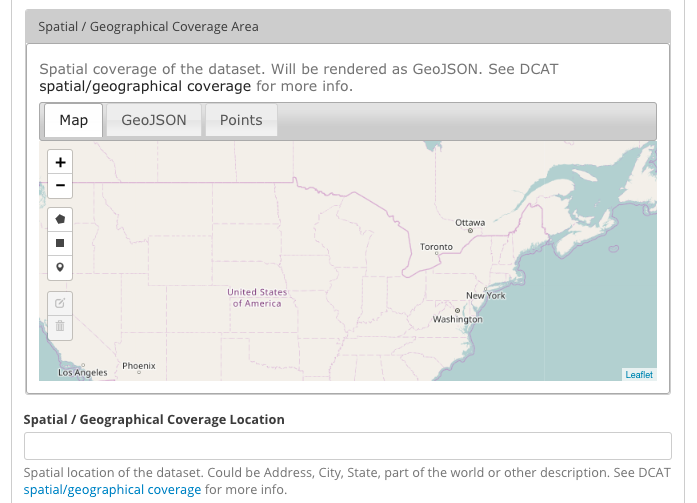 Spatial / Geographical Coverage Area
Spatial coverage of the dataset. Will be rendered as GeoJSON. See DCAT
spatial/geographical coverage for more info.
Map GeoJSON Points
+
−
Ottawa
Toronto
United States
of America
New York
Washington
Phoenix
Los Angeles
Leaflet
Spatial / Geographical Coverage Location
Spatial location of the dataset. Could be Address, City, State, part of the world or other description. See DCAT
spatial/geographical coverage for more info.